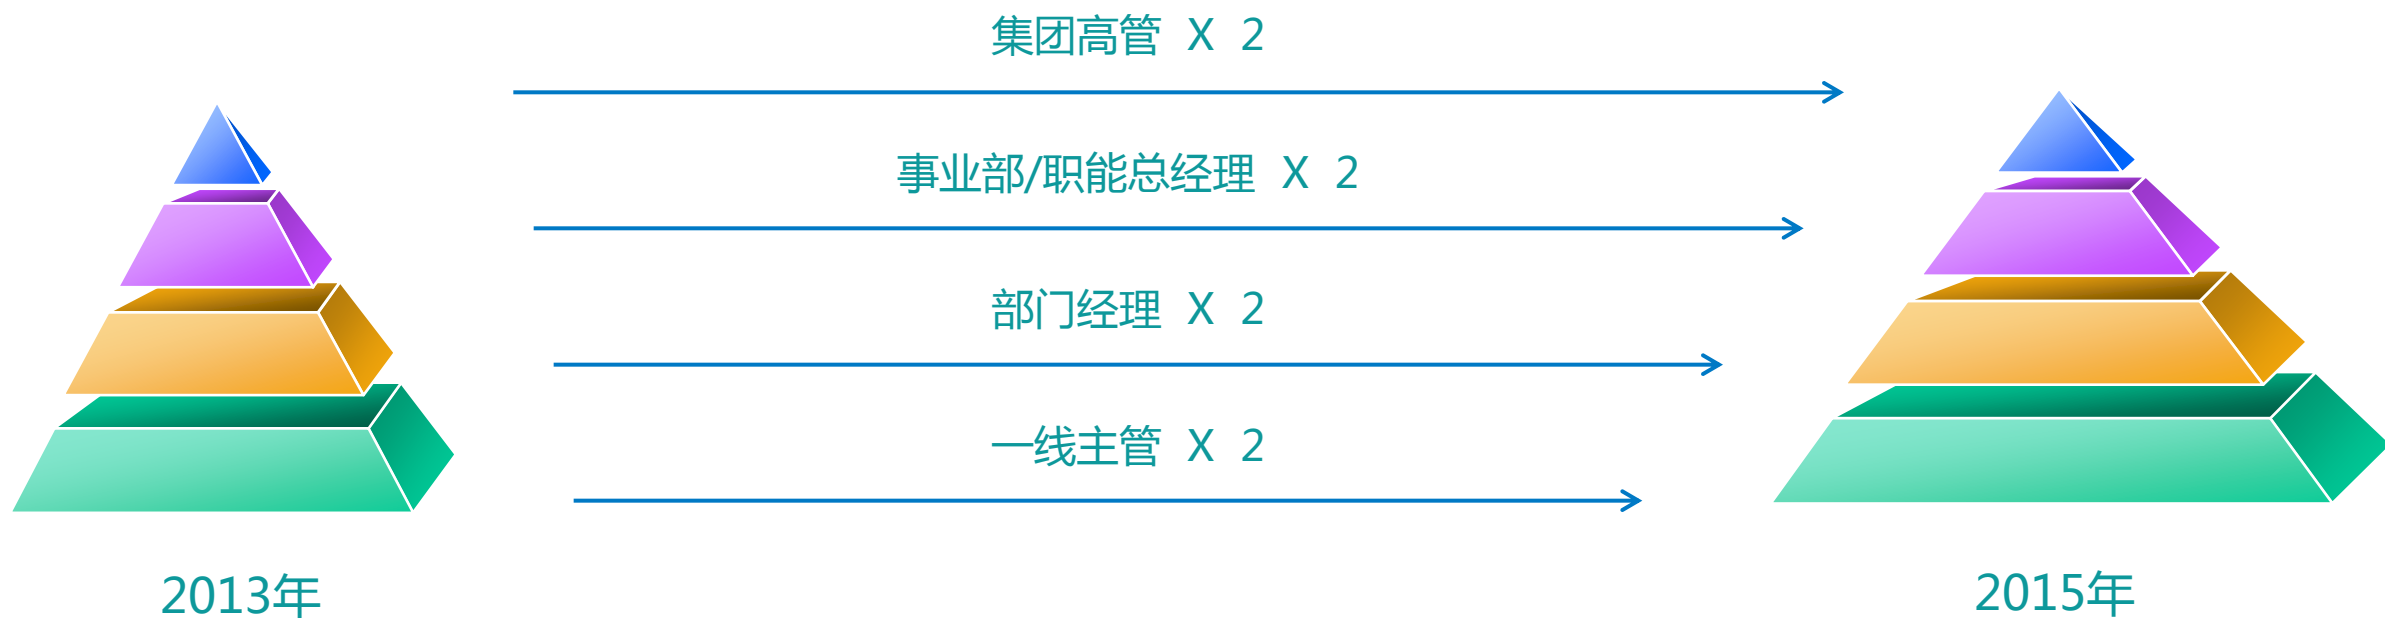 集团高管 X 2
事业部/职能总经理 X 2
部门经理 X 2
一线主管 X 2
2013年
2015年